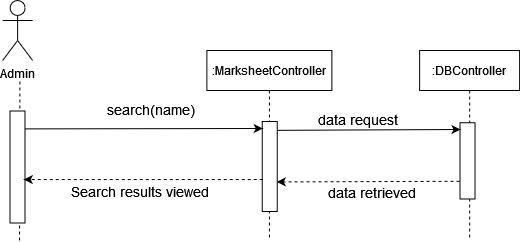 Admin
:MarksheetController
:DBController
search(name)
data request
Search results viewed
data retrieved